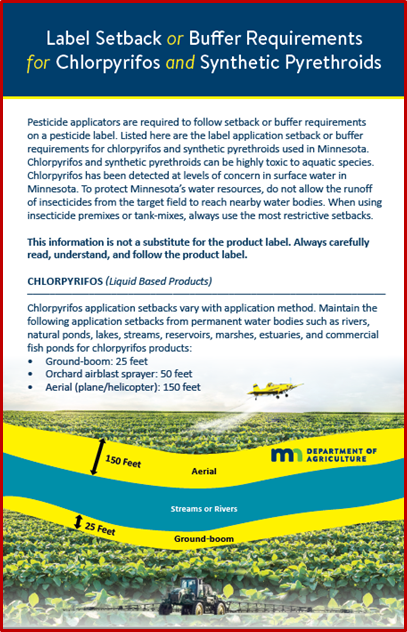 Label Setback or Buffer Requirements
for Chlorpyrifos and Synthetic Pyrethroids
Pesticide applicators are required to follow setback or buffer requirements
on a pesticide label. Listed here are the label application setback or buffer
requirements for chlorpyrifos and synthetic pyrethroids used in Minnesota.
Chlorpyrifos and synthetic pyrethroids can be highly toxic to aquatic species.
Chlorpyrifos has been detected at levels of concern in surface water in
Minnesota. To protect Minnesota's water resources, do not allow the runoff
of insecticides from the target field to reach nearby water bodies. When using
insecticide premixes or tank-mixes, always use the most restrictive setbacks.
This information is not a substitute for the product label. Always carefully
read, understand, and follow the product label.
CHLORPYRIFOS (Liquid Based Products)
Chlorpyrifos application setbacks vary with application method. Maintain the
following application setbacks from permanent water bodies such as rivers,
natural ponds, lakes, streams, reservoirs, marshes, estuaries, and commercial
fish ponds for chlorpyrifos products:
• Ground-boom: 25 feet
• Orchard airblast sprayer: 50 feet
• Aerial (plane/helicopter): 150 feet
150 Feet
Aerial
mn DEPARTMENT OF
AGRICULTURE
Streams or Rivers
25 Feet
Ground-boom